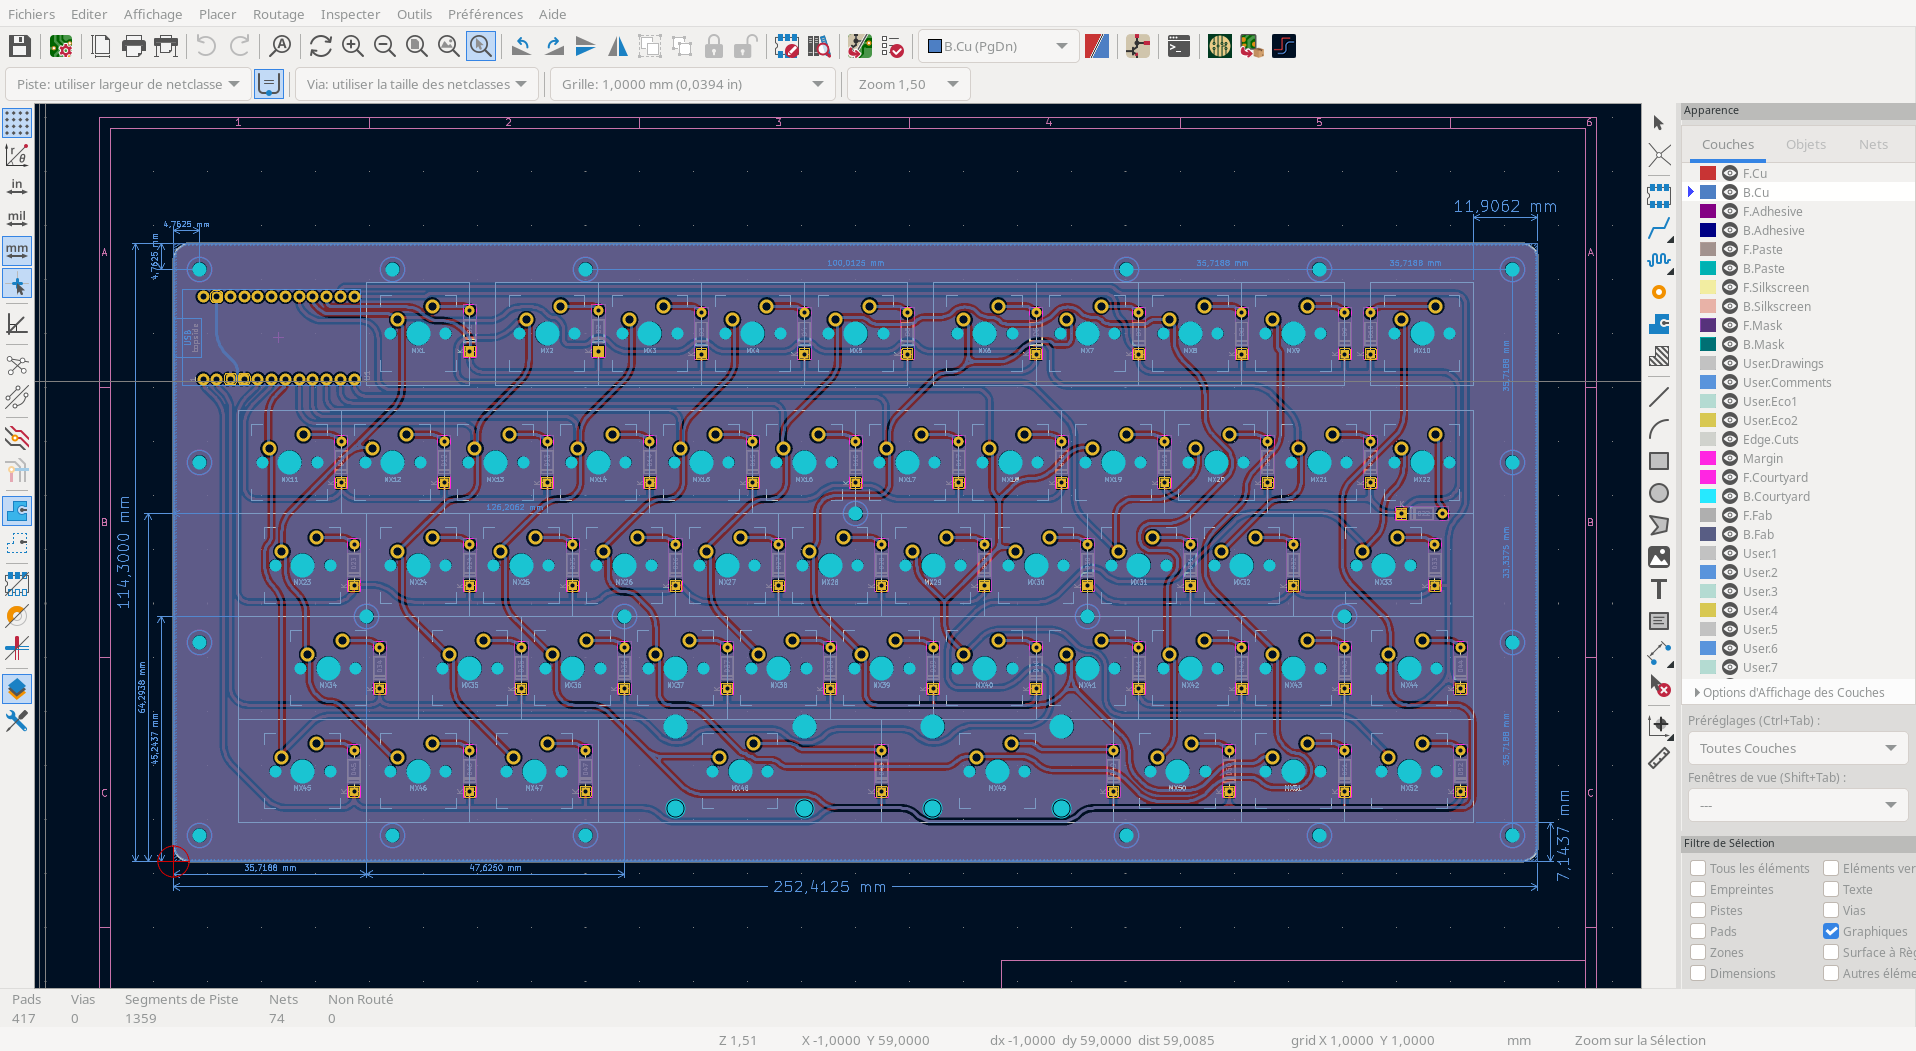 Fichiers Editer Affichage Placer Routage Inspecter Outils Préférences Aide
B.Cu (PgDn)
Piste: utiliser largeur de netclasse Via: utiliser la taille des netclasses Grille: 1,0000 mm (0,0394 in) Zoom 1,50
in
mil
mm
1 2 3 4 5 6
A A
B B
C C
11,9062 mm
4,7625 mm
4,7625 mm
100,0125 mm 35,7188 mm 35,7188 mm
MX1 MX2 MX3 MX4 MX5 MX6 MX7 MX8 MX9 MX10
35,7188 mm
MX11 MX12 MX13 MX14 MX15 MX16 MX17 MX18 MX19 MX20 MX21 MX22
126,2062 mm
114,3000 mm
33,3375 mm
MX23 MX24 MX25 MX26 MX27 MX28 MX29 MX30 MX31 MX32 MX33
64,2938 mm
MX34 MX35 MX36 MX37 MX38 MX39 MX40 MX41 MX42 MX43 MX44
45,2437 mm
35,7188 mm
MX45 MX46 MX47 MX48 MX49 MX50 MX51 MX52
7,1437 mm
35,7188 mm 47,6250 mm
252,4125 mm
Apparence
Couches Objets Nets
F.Cu
B.Cu
F.Adhesive
B.Adhesive
F.Paste
B.Paste
F.Silkscreen
B.Silkscreen
F.Mask
B.Mask
User.Drawings
User.Comments
User.Eco1
User.Eco2
Edge.Cuts
Margin
F.Courtyard
B.Courtyard
F.Fab
B.Fab
User.1
User.2
User.3
User.4
User.5
User.6
User.7
Options d'Affichage des Couches
Préréglages (Ctrl+Tab) :
Toutes Couches
Fenêtres de vue (Shift+Tab) :
---
Filtre de Sélection
Tous les éléments Eléments ver
Empreintes Texte
Pistes Vias
Pads Graphiques
Zones Surface à Règ
Dimensions Autres éléme
Pads Vias Segments de Piste Nets Non Routé
417 0 1359 74 0
Z 1,51 X -1,0000 Y 59,0000 dx -1,0000 dy 59,0000 dist 59,0085 grid X 1,0000 Y 1,0000 mm Zoom sur la Sélection